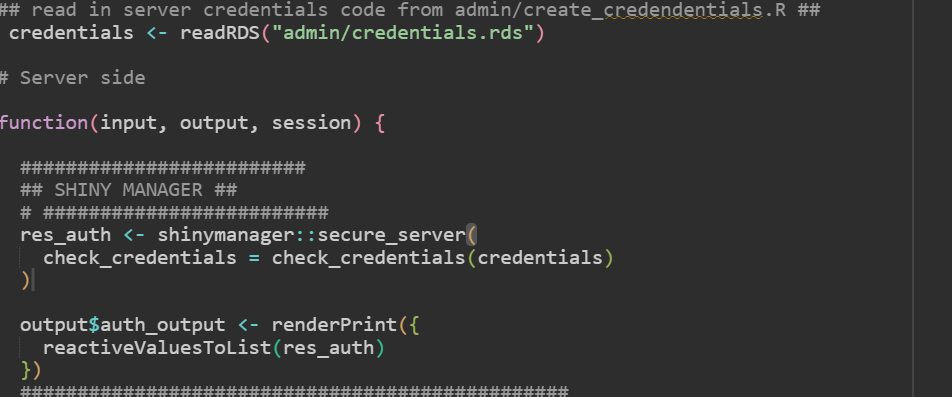 ## read in server credentials code from admin/create_credendentials.R ##
credentials <- readRDS("admin/credentials.rds")
# Server side
function(input, output, session) {
#########################
## SHINY MANAGER ##
# #########################
res_auth <- shinymanager::secure_server(
check_credentials = check_credentials(credentials)
)
output$auth_output <- renderPrint({
reactiveValuesToList(res_auth)
})
################################################